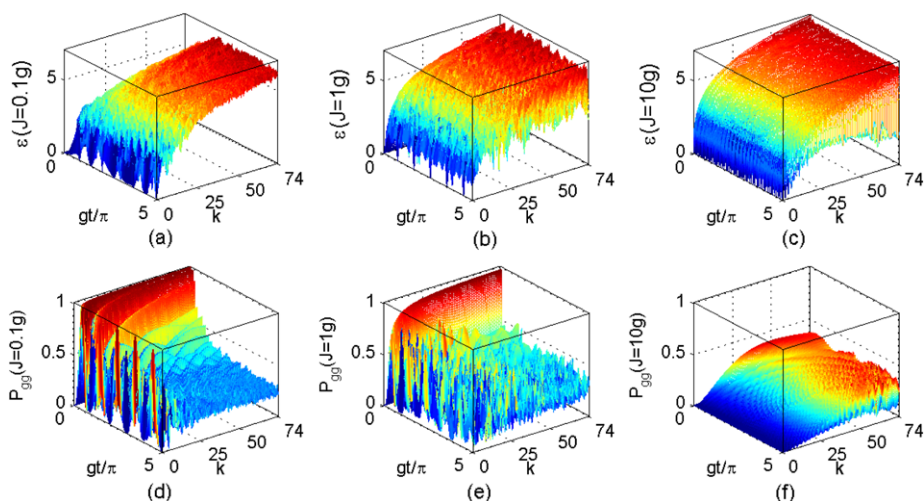 ε(J=0.1g)
5
0
0
gt/π
5
0
25
k
50
74
(a)
ε(J=1g)
5
0
0
gt/π
5
0
25
k
50
74
(b)
ε(J=10g)
5
0
0
gt/π
5
0
25
k
50
74
(c)
P_gg(J=0.1g)
1
0.5
0
0
gt/π
5
0
25
k
50
74
(d)
P_gg(J=1g)
1
0.5
0
0
gt/π
5
0
25
k
50
74
(e)
P_gg(J=10g)
1
0.5
0
0
gt/π
5
0
25
k
50
74
(f)